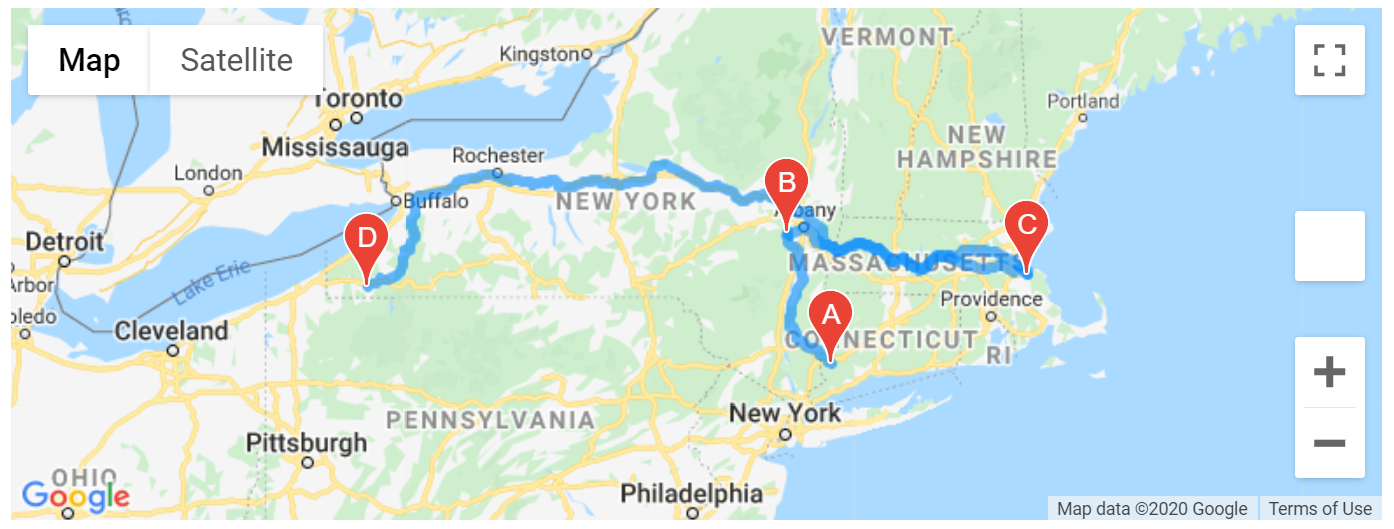 Map
Satellite
Kingston
VERMONT
Toronto
Portland
Mississauga
NEW
HAMPSHIRE
Rochester
London
B
Buffalo
NEW YORK
Albany
C
D
Detroit
MASSACHUSETTS
Lake Erie
Arbor
Providence
A
Cleveland
CONNECTICUT
RI
New York
PENNSYLVANIA
Pittsburgh
OHIO
Google
Philadelphia
Map data ©2020 Google
Terms of Use